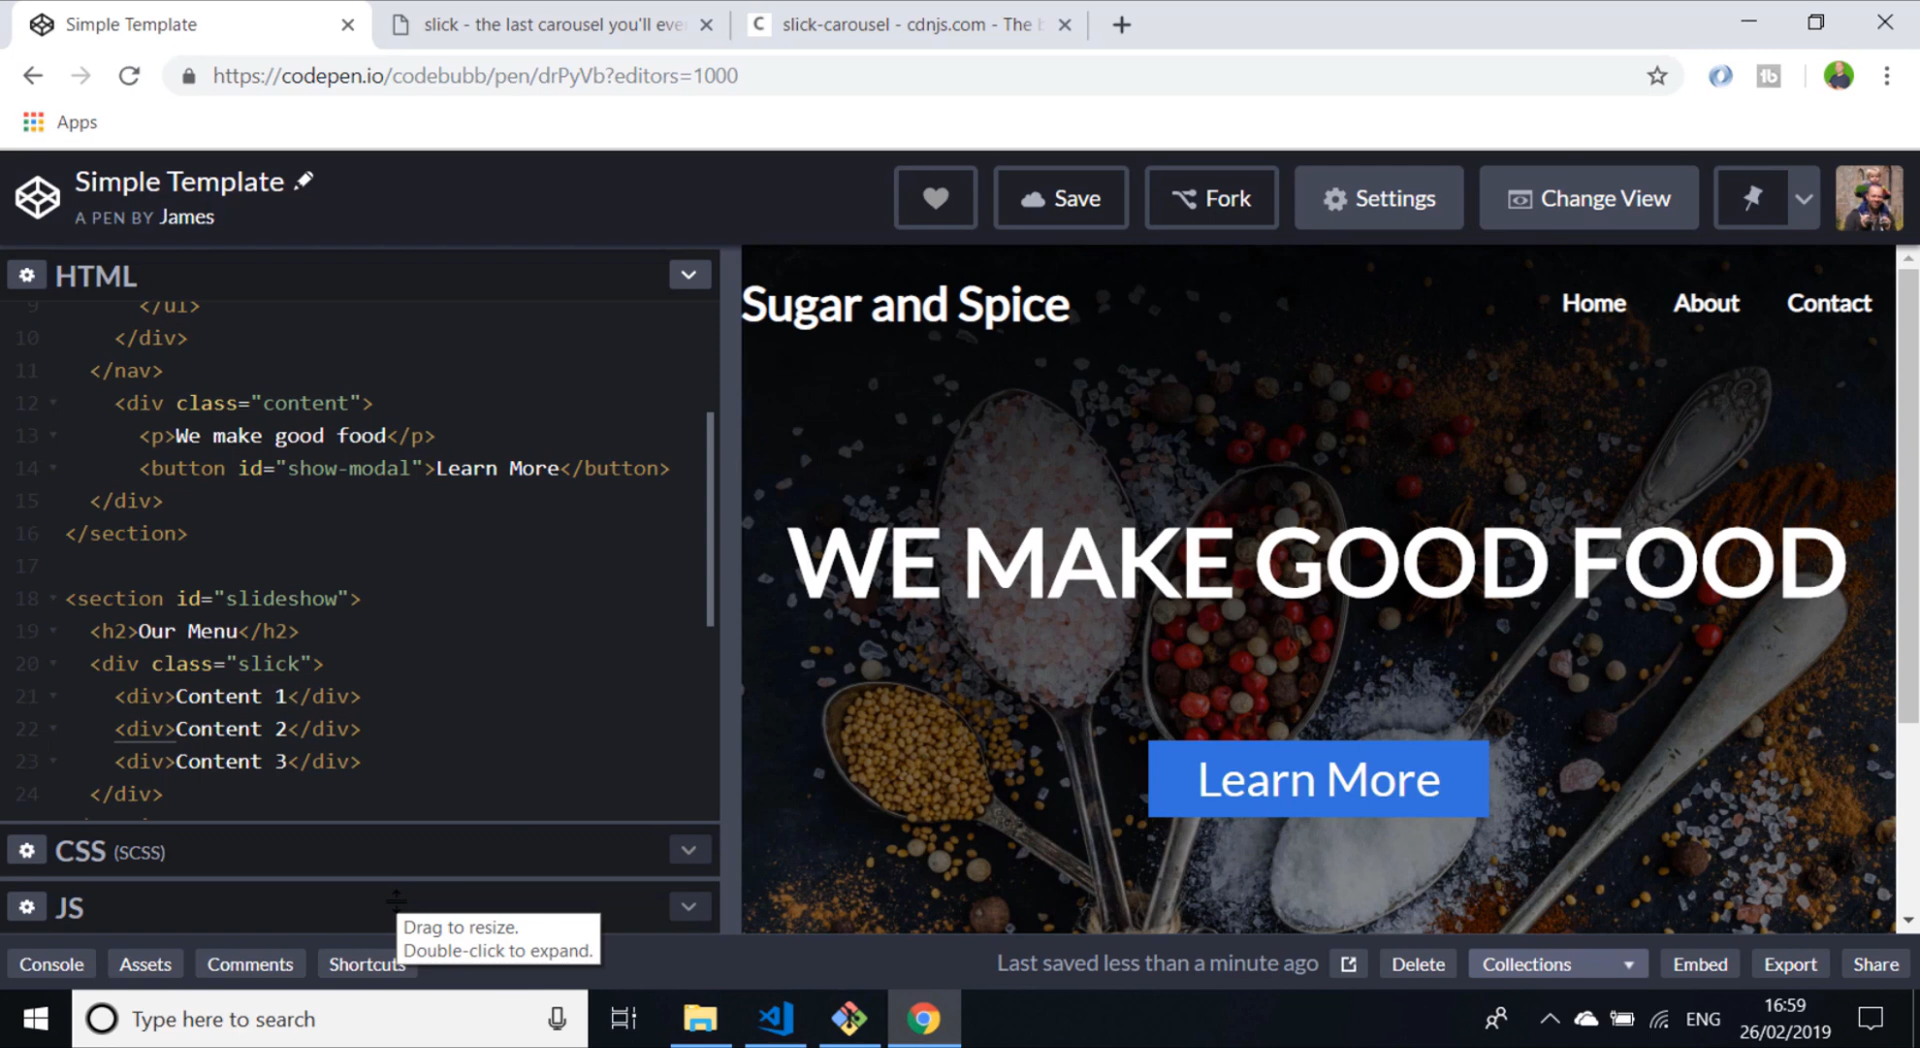 Simple Template
slick - the last carousel you'll eve
slick-carousel - cdnjs.com - The b
https://codepen.io/codebubb/pen/drPyVb?editors=1000
Apps
Simple Template
A PEN BY James
Save
Fork
Settings
Change View
HTML
9 </ul>
10 </div>
11 </nav>
12 <div class="content">
13 <p>We make good food</p>
14 <button id="show-modal">Learn More</button>
15 </div>
16 </section>
17
18 <section id="slideshow">
19 <h2>Our Menu</h2>
20 <div class="slick">
21 <div>Content 1</div>
22 <div>Content 2</div>
23 <div>Content 3</div>
24 </div>
CSS (SCSS)
JS
Drag to resize.
Double-click to expand.
Sugar and Spice
Home About Contact
WE MAKE GOOD FOOD
Learn More
Console Assets Comments Shortcuts
Last saved less than a minute ago
Delete Collections Embed Export Share
Type here to search
ENG
16:59
26/02/2019